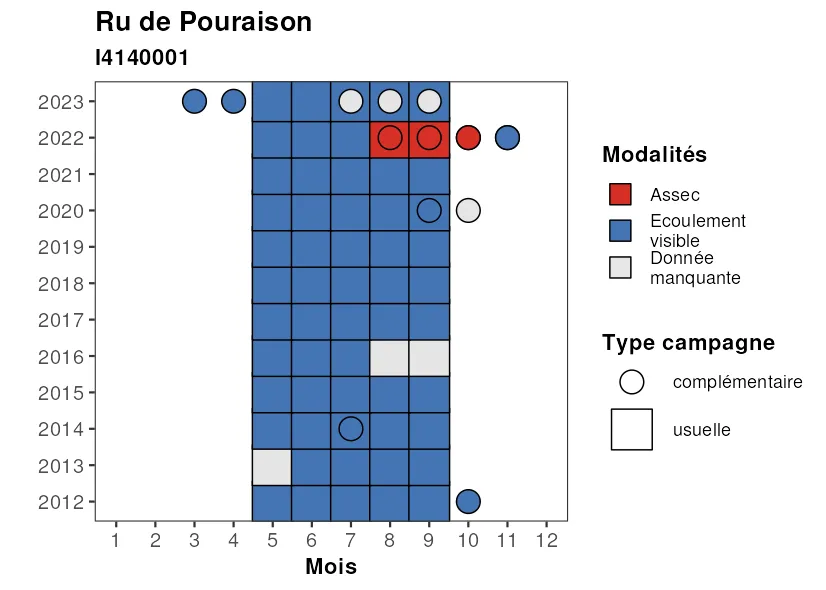 Ru de Pouraison
I4140001
2023
2022
2021
2020
2019
2018
2017
2016
2015
2014
2013
2012
1 2 3 4 5 6 7 8 9 10 11 12
Mois
Modalités
Assec
Ecoulement
visible
Donnée
manquante
Type campagne
complémentaire
usuelle